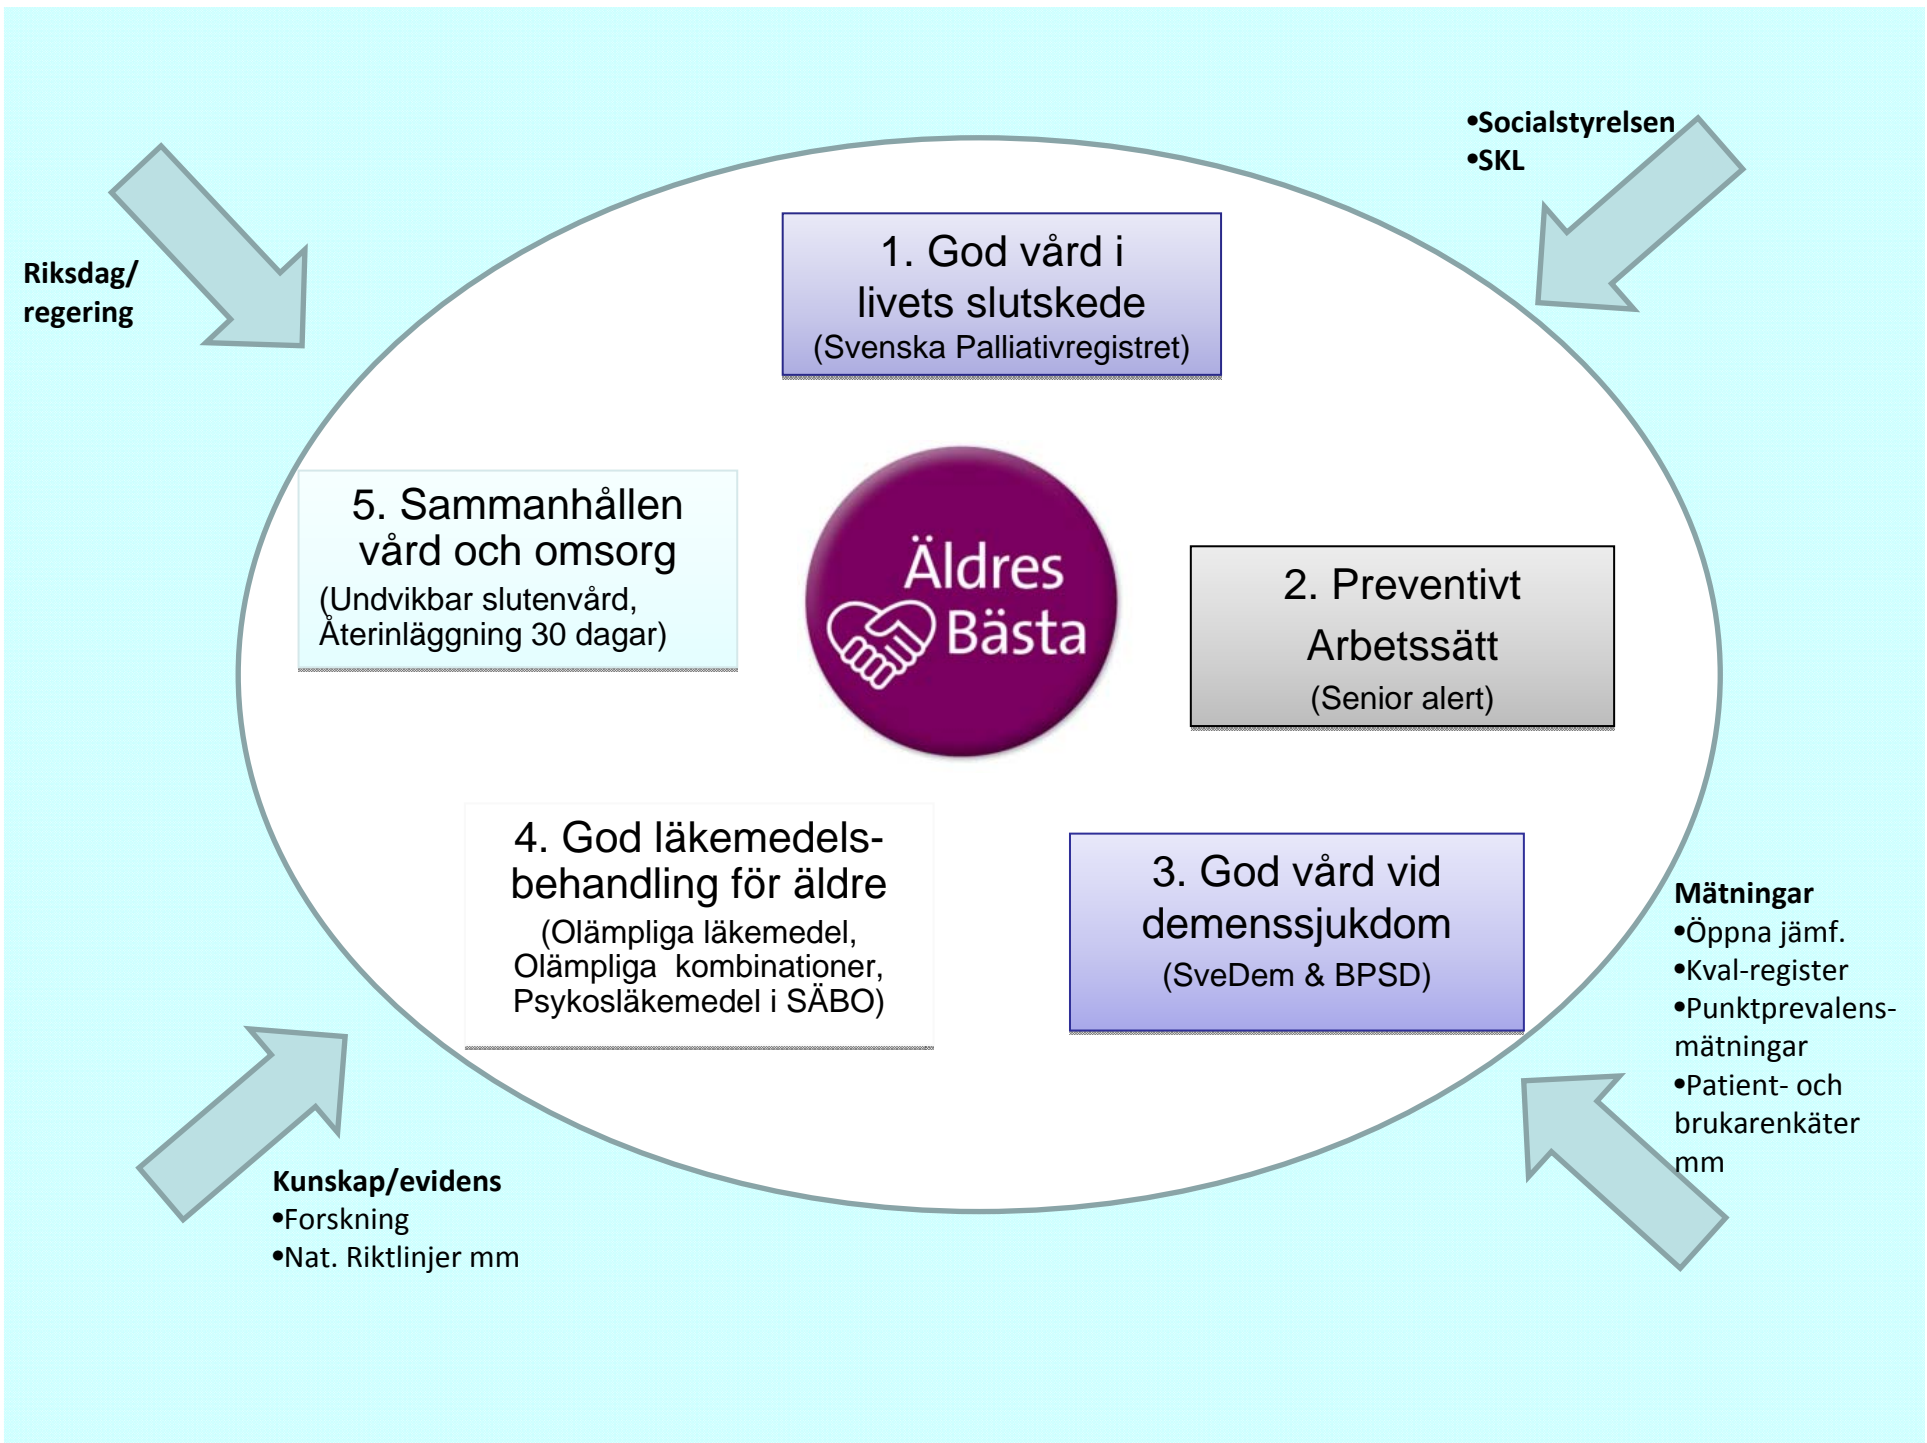 •Socialstyrelsen
•SKL
Riksdag/
regering
1. God vård i
livets slutskede
(Svenska Palliativregistret)
5. Sammanhållen
vård och omsorg
(Undvikbar slutenvård,
Återinläggning 30 dagar)
Äldres
Bästa
2. Preventivt
Arbetssätt
(Senior alert)
4. God läkemedels-
behandling för äldre
(Olämpliga läkemedel,
Olämpliga kombinationer,
Psykosläkemedel i SÄBO)
3. God vård vid
demenssjukdom
(SveDem & BPSD)
Mätningar
•Öppna jämf.
•Kval-register
•Punktprevalens-
mätningar
•Patient- och
brukarenkäter
mm
Kunskap/evidens
•Forskning
•Nat. Riktlinjer mm